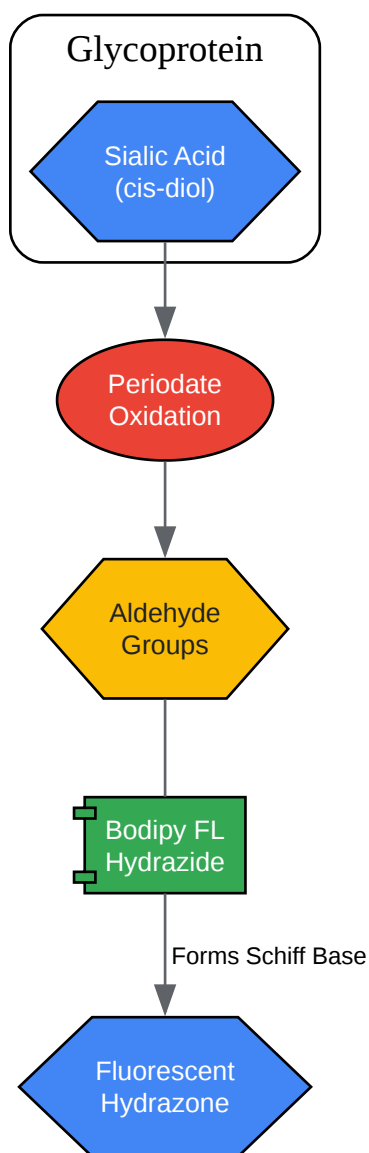 Glycoprotein
Sialic Acid
(cis-diol)
Periodate
Oxidation
Aldehyde
Groups
Bodipy FL
Hydrazide
Forms Schiff Base
Fluorescent
Hydrazone